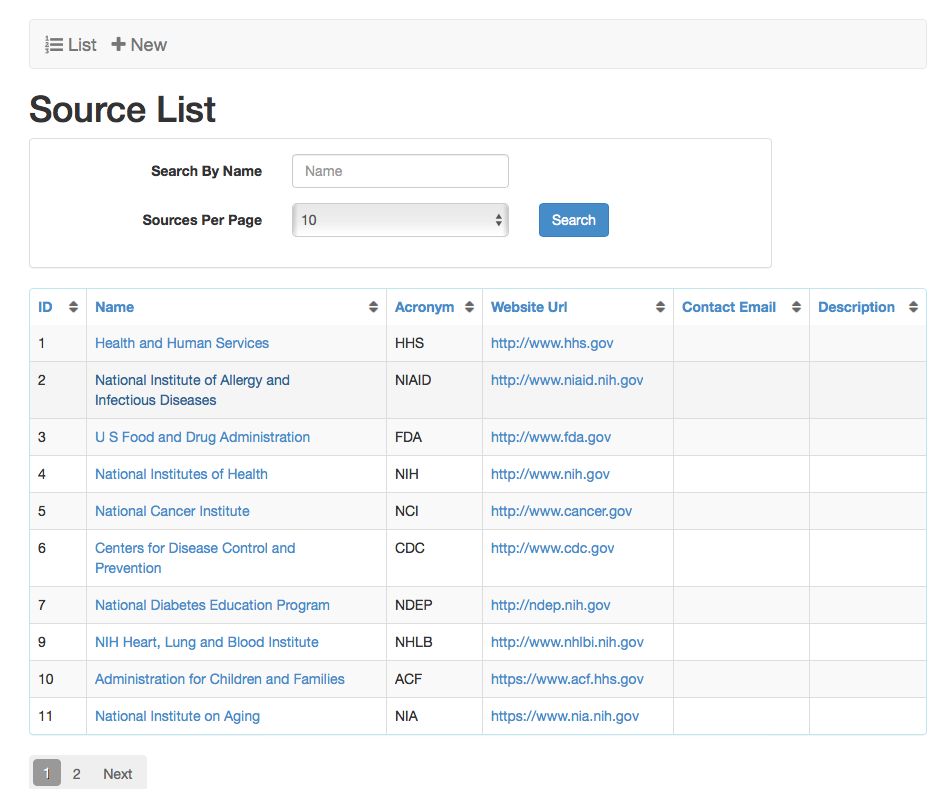 List New
Source List
Search By Name Name
Sources Per Page 10 Search
ID Name Acronym Website Url Contact Email Description
1 Health and Human Services HHS http://www.hhs.gov
2 National Institute of Allergy and NIAID http://www.niaid.nih.gov
Infectious Diseases
3 U S Food and Drug Administration FDA http://www.fda.gov
4 National Institutes of Health NIH http://www.nih.gov
5 National Cancer Institute NCI http://www.cancer.gov
6 Centers for Disease Control and CDC http://www.cdc.gov
Prevention
7 National Diabetes Education Program NDEP http://ndep.nih.gov
9 NIH Heart, Lung and Blood Institute NHLB http://www.nhlbi.nih.gov
10 Administration for Children and Families ACF https://www.acf.hhs.gov
11 National Institute on Aging NIA https://www.nia.nih.gov
1 2 Next